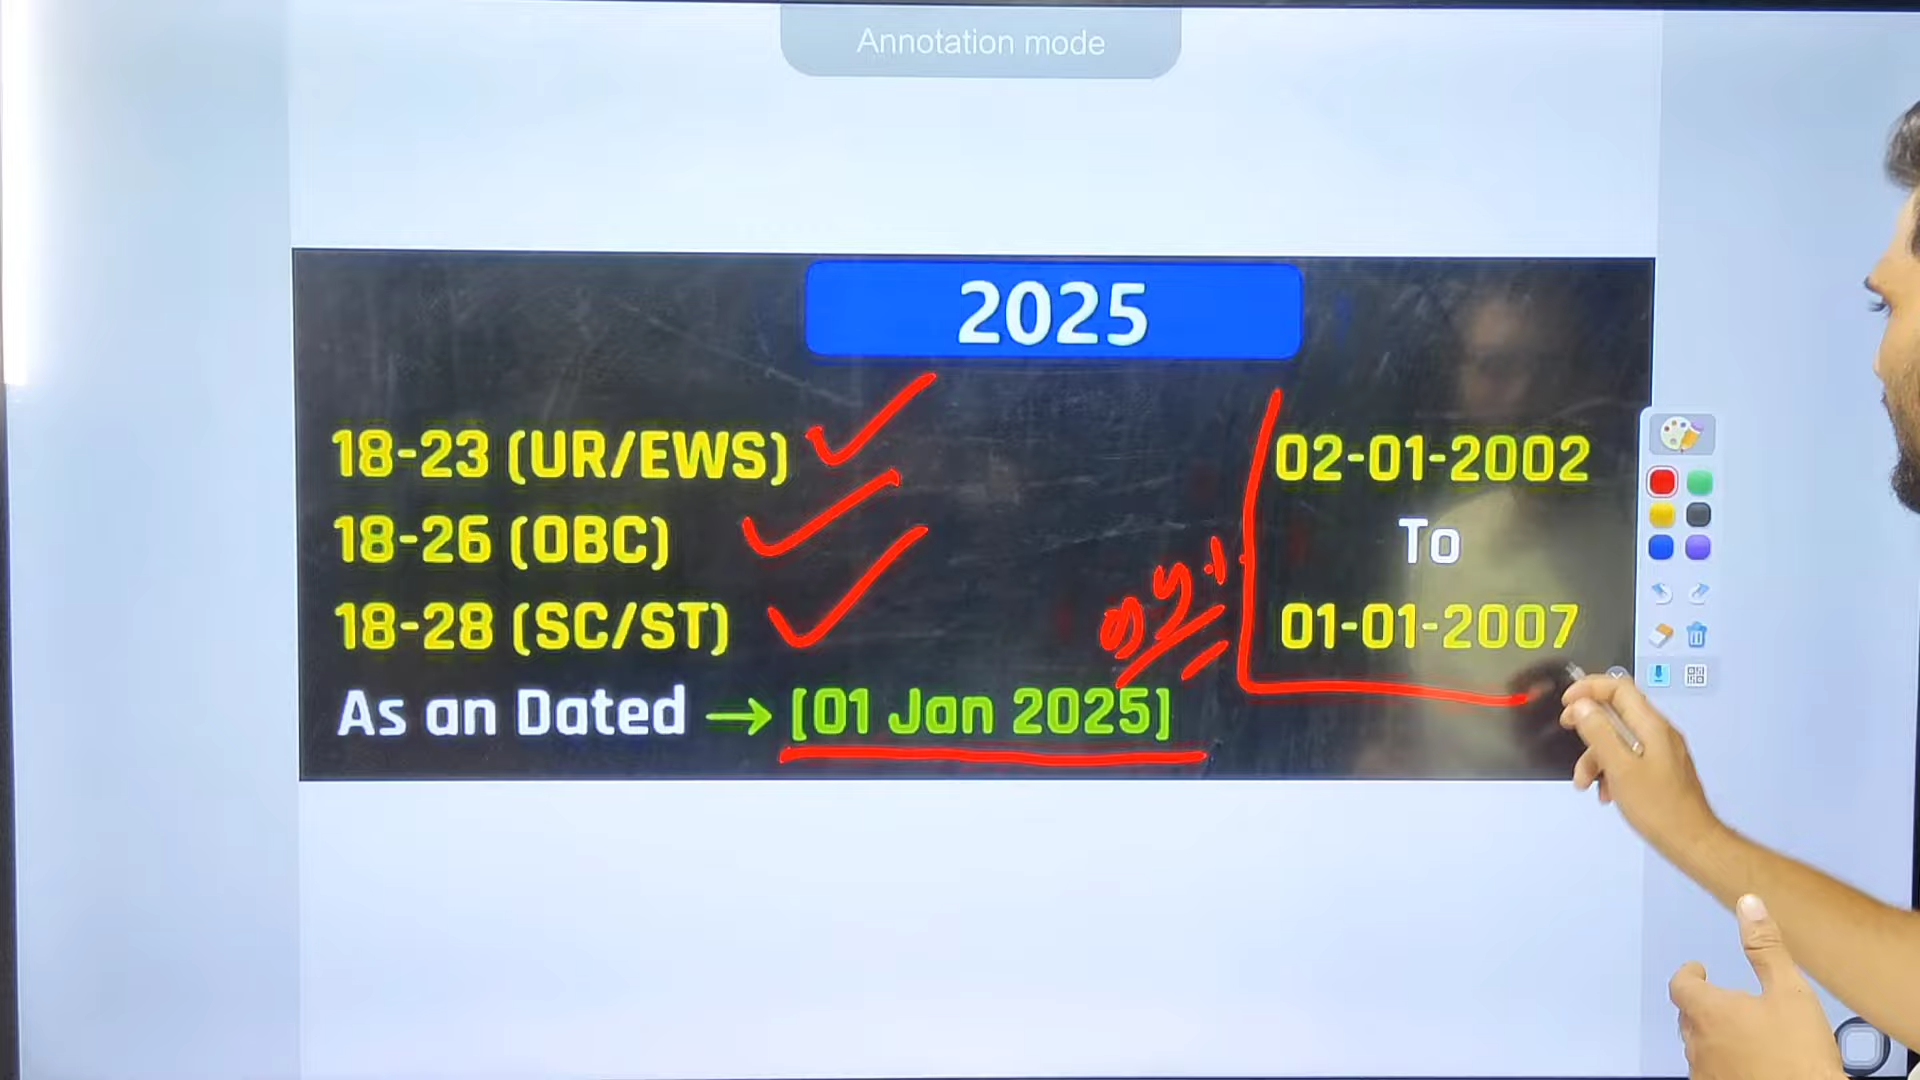 Annotation mode
2025
18-23 (UR/EWS)
18-26 (OBC)
18-28 (SC/ST)
As an Dated → [01 Jan 2025]
02-01-2002
To
01-01-2007